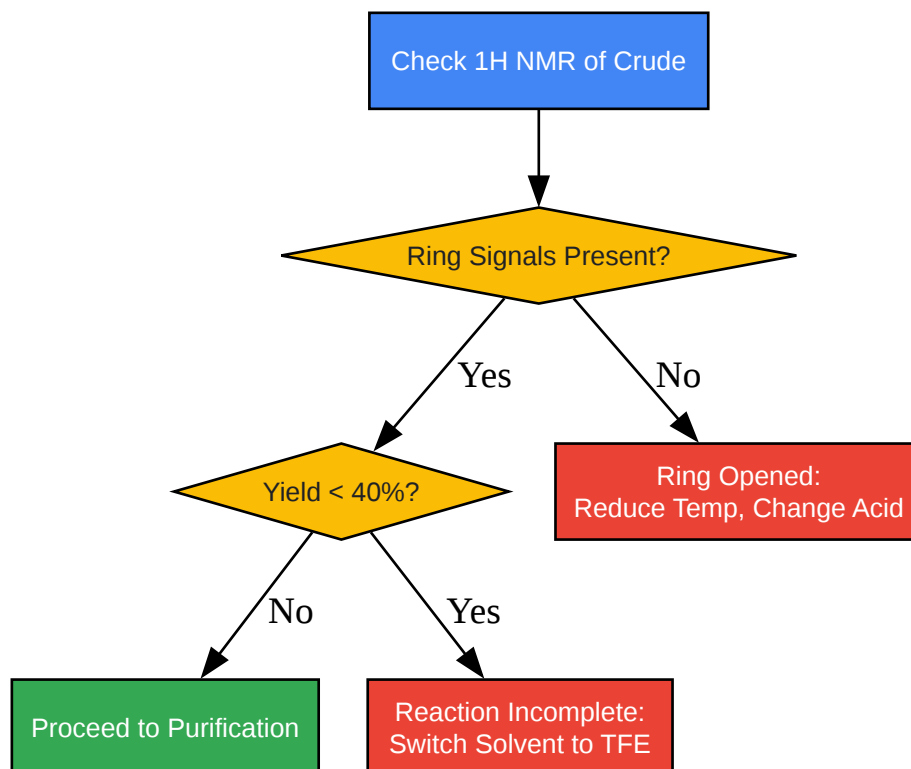 Check 1H NMR of Crude
Ring Signals Present?
Yes
No
Yield < 40%?
Ring Opened:
Reduce Temp, Change Acid
No
Yes
Proceed to Purification
Reaction Incomplete:
Switch Solvent to TFE